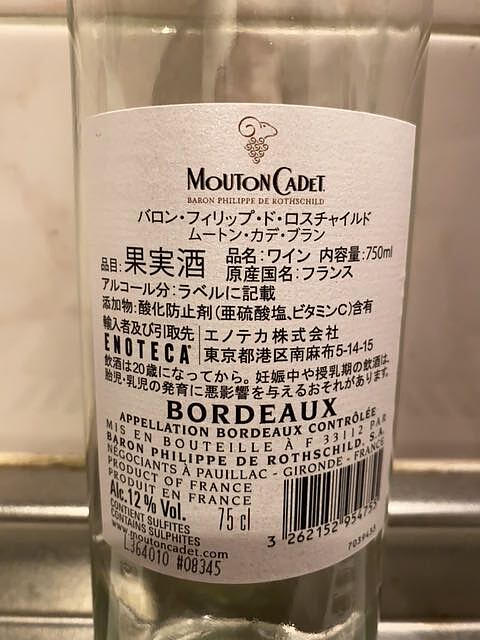 MOUTON CADET
BARON PHILIPPE DE ROTHSCHILD
バロン・フィリップ・ド・ロスチャイルド
ムートン・カデ・ブラン
品目:果実酒 品名:ワイン 内容量:750ml
原産国名:フランス
アルコール分:ラベルに記載
添加物:酸化防止剤(亜硫酸塩、ビタミンC)含有
輸入者及び引取先 エノテカ株式会社
ENOTECA 東京都港区南麻布5-14-15
飲酒は20歳になってから。妊娠中や授乳期の飲酒は、
胎児・乳児の発育に悪影響を与えるおそれがあります。
BORDEAUX
APPELLATION BORDEAUX CONTRÔLÉE
MIS EN BOUTEILLE À F 33112 PAR
BARON PHILIPPE DE ROTHSCHILD, S.A.
NÉGOCIANTS À PAUILLAC - GIRONDE - FRANCE
PRODUCT OF FRANCE
PRODUIT EN FRANCE
Alc.12% Vol.
75 cl
CONTIENT SULFITES
CONTAINS SULPHITES
www.moutoncadet.com
L364010 #08345
3 262152 954755
7039455